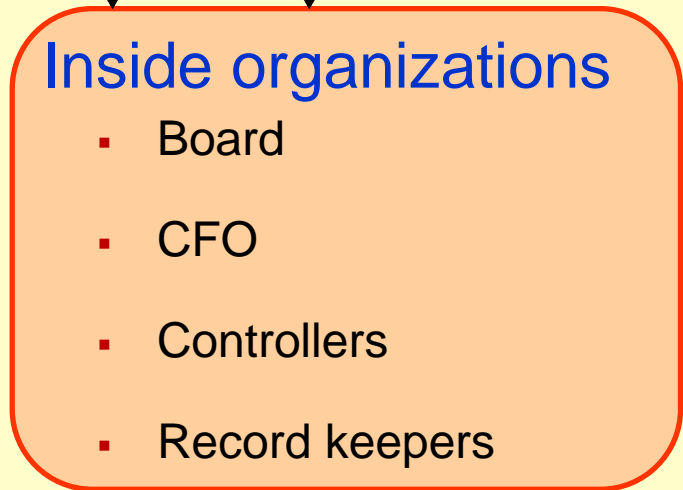 Inside organizations
▪ Board
▪ CFO
▪ Controllers
▪ Record keepers